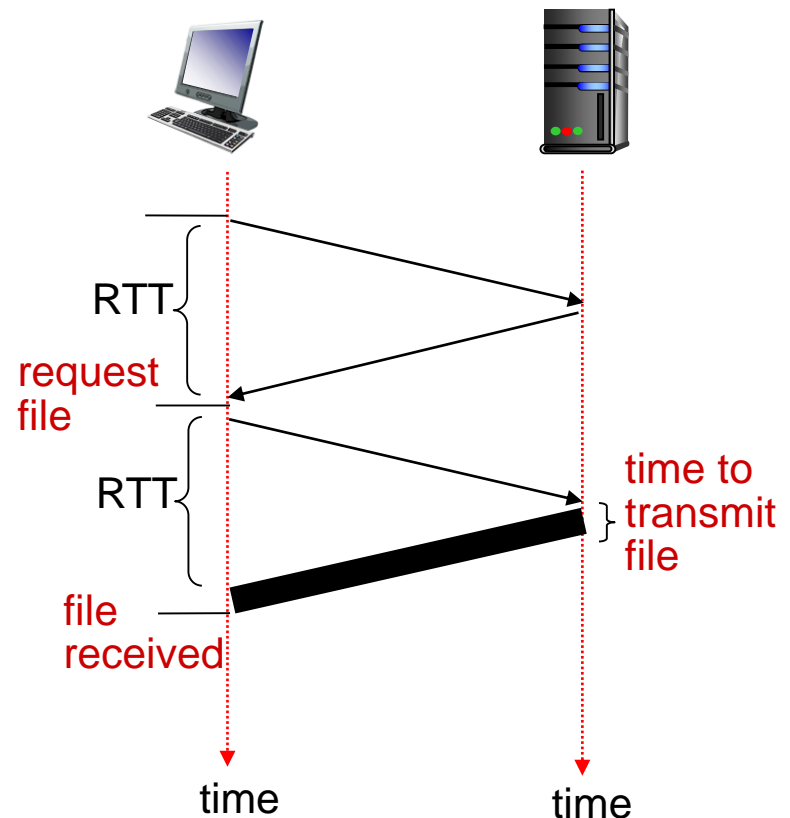 RTT
request
file
RTT
time to
transmit
file
file
received
time
time